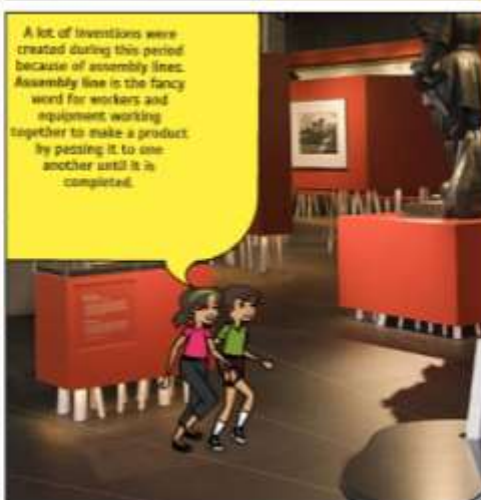 A lot of inventions were
created during this period
because of assembly lines.
Assembly line is the fancy
word for workers and
equipment working
together to make a product
by passing it to one
another until it is
completed.